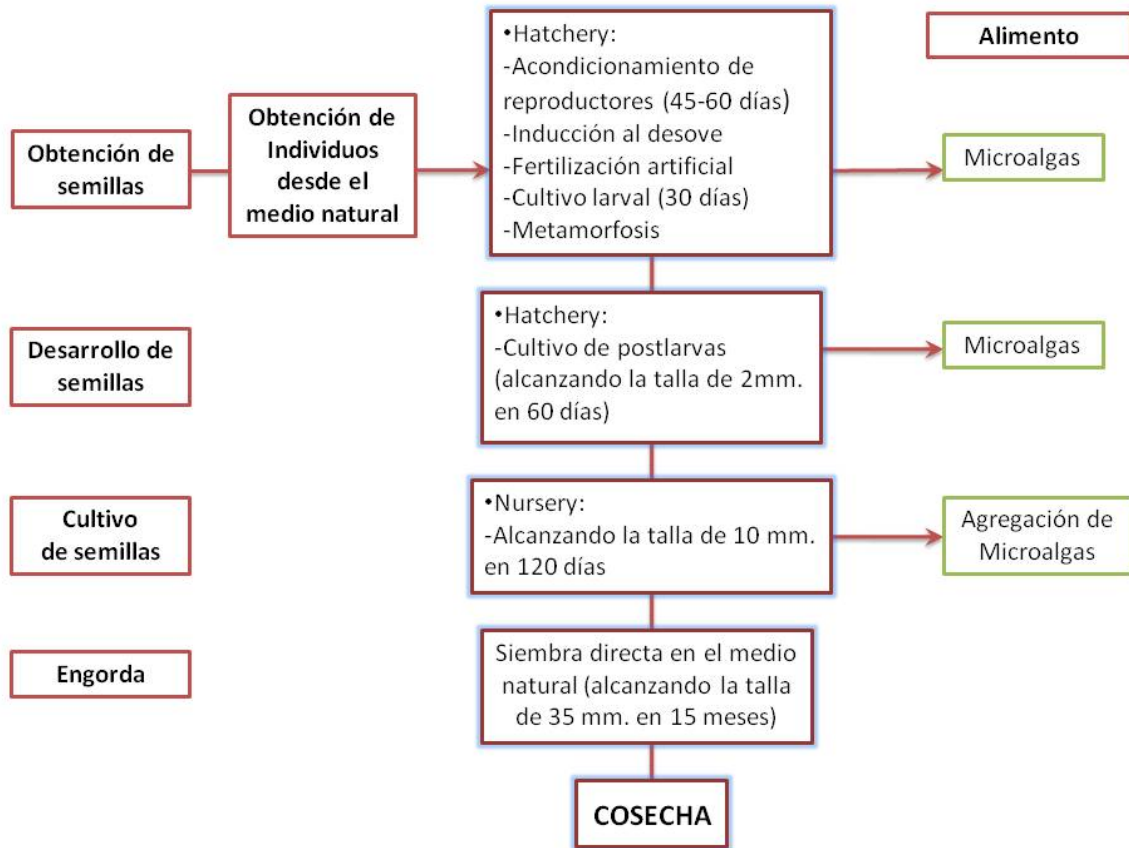 Alimento
Obtención de
semillas
Obtención de
Individuos
desde el
medio natural
•Hatchery:
-Acondicionamiento de
reproductores (45-60 días)
-Inducción al desove
-Fertilización artificial
-Cultivo larval (30 días)
-Metamorfosis
Microalgas
Desarrollo de
semillas
•Hatchery:
-Cultivo de postlarvas
(alcanzando la talla de 2mm.
en 60 días)
Microalgas
Cultivo
de semillas
•Nursery:
-Alcanzando la talla de 10 mm.
en 120 días
Agregación de
Microalgas
Engorda
Siembra directa en el medio
natural (alcanzando la talla
de 35 mm. en 15 meses)
COSECHA